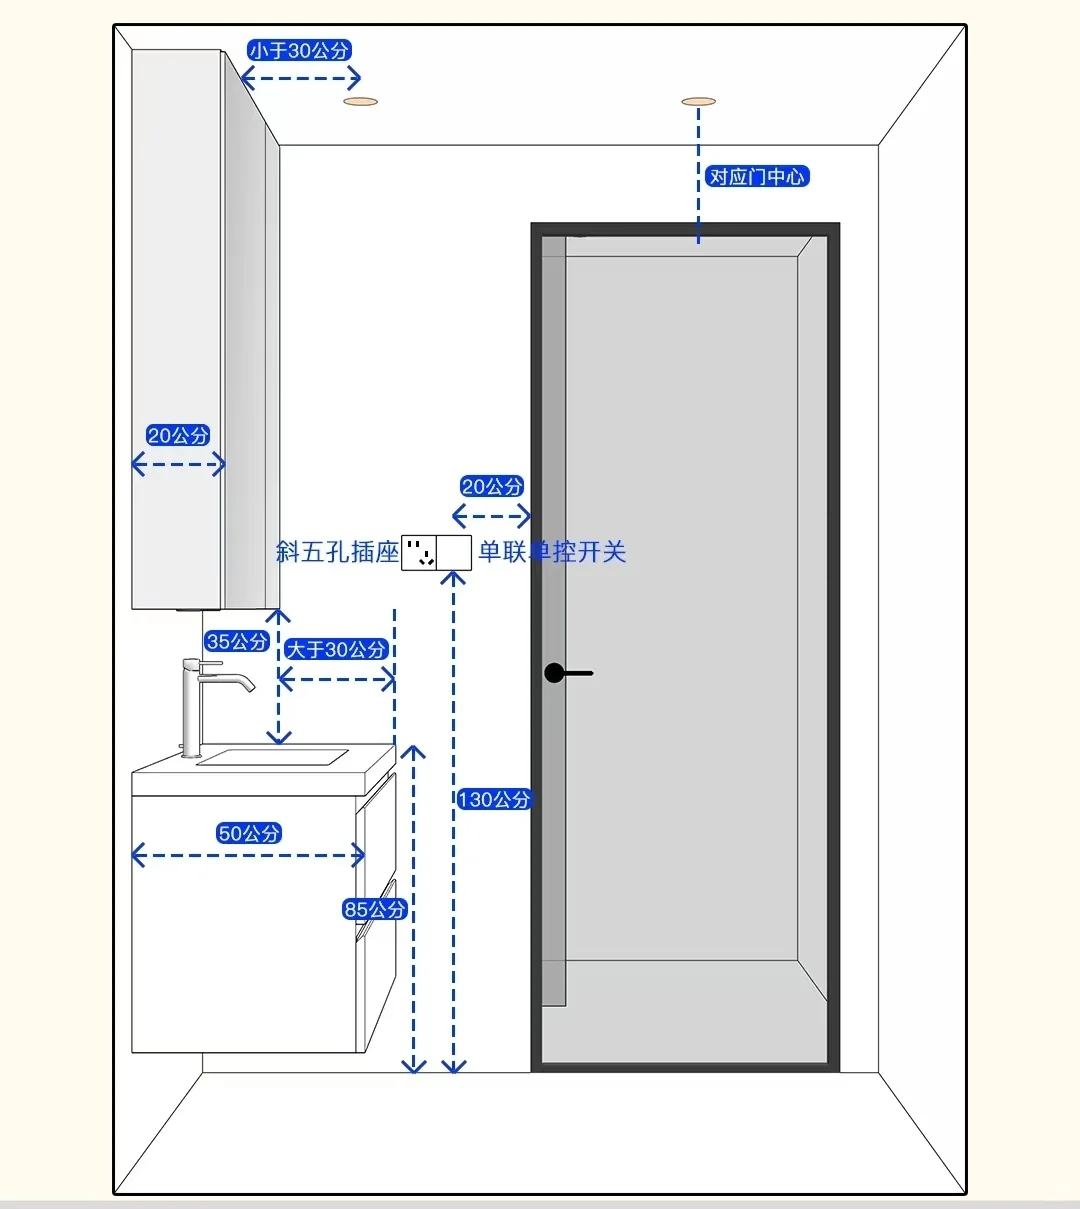 小于30公分
对应门中心
20公分
20公分
斜五孔插座
单联单控开关
35公分
大于30公分
130公分
50公分
85公分